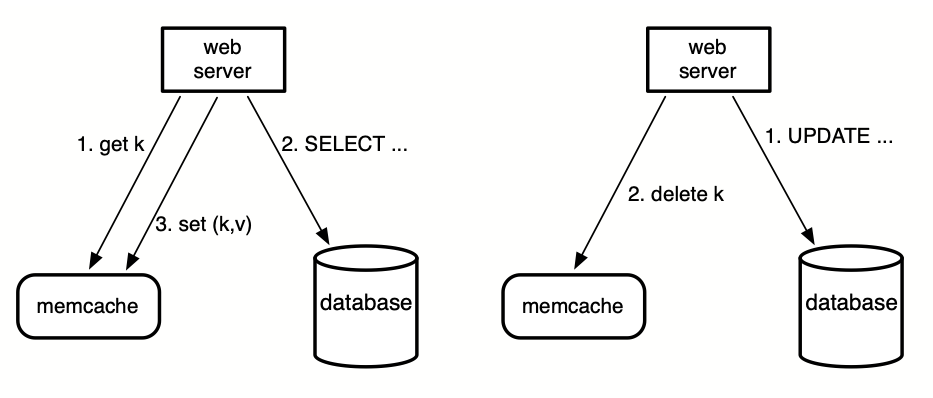 web
server
1. get k
2. SELECT ...
3. set (k,v)
memcache
database
web
server
1. UPDATE ...
2. delete k
memcache
database